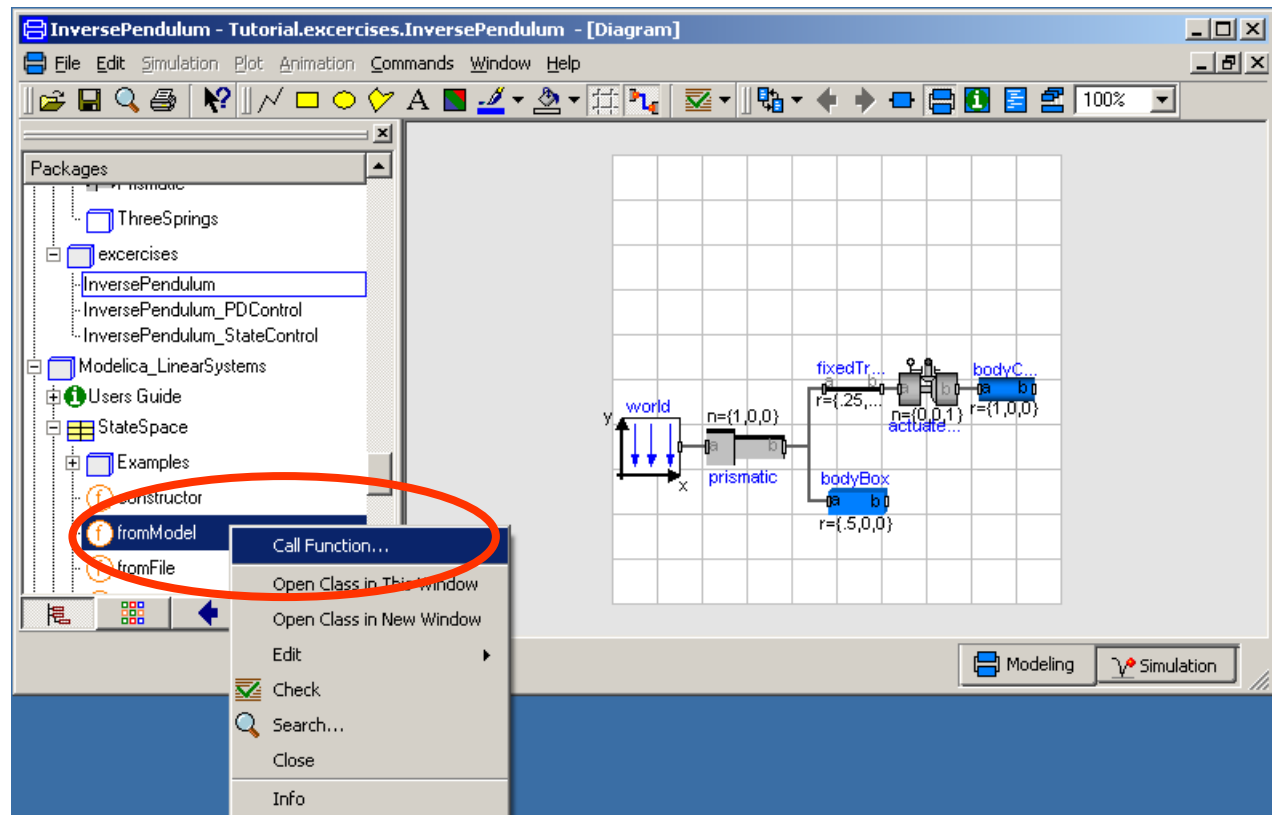 InversePendulum - Tutorial.excercises.InversePendulum - [Diagram]
File Edit Simulation Plot Animation Commands Window Help
A 100%
Packages
Prismatic
ThreeSprings
excercises
InversePendulum
InversePendulum_PDControl
InversePendulum_StateControl
Modelica_LinearSystems
i Users Guide
StateSpace
Examples
f constructor
f fromModel
f fromFile
Call Function...
Open Class in This Window
Open Class in New Window
Edit
Check
Search...
Close
Info
fixedTr...
bodyC...
a b
a b
a b
r={.25,...
n={0,0,1}
r={1,0,0}
actuate...
world
y
x
n={1,0,0}
a b
prismatic
bodyBox
a b
r={.5,0,0}
Modeling
Simulation